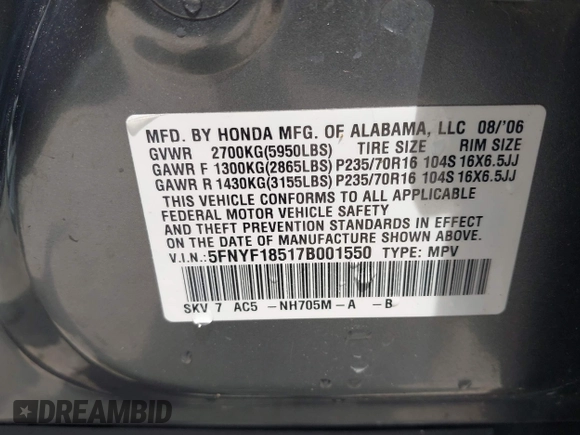 MFD. BY HONDA MFG. OF ALABAMA, LLC 08/'06
GVWR 2700KG(5950LBS) TIRE SIZE RIM SIZE
GAWR F 1300KG(2865LBS) P235/70R16 104S 16X6.5JJ
GAWR R 1430KG(3155LBS) P235/70R16 104S 16X6.5JJ
THIS VEHICLE CONFORMS TO ALL APPLICABLE
FEDERAL MOTOR VEHICLE SAFETY
AND THEFT PREVENTION STANDARDS IN EFFECT
ON THE DATE OF MANUFACTURE SHOWN ABOVE.
V.I.N.: 5FNYF18517B001550 TYPE: MPV
SKV 7 AC5 -NH705M-A -B
DREAMBID